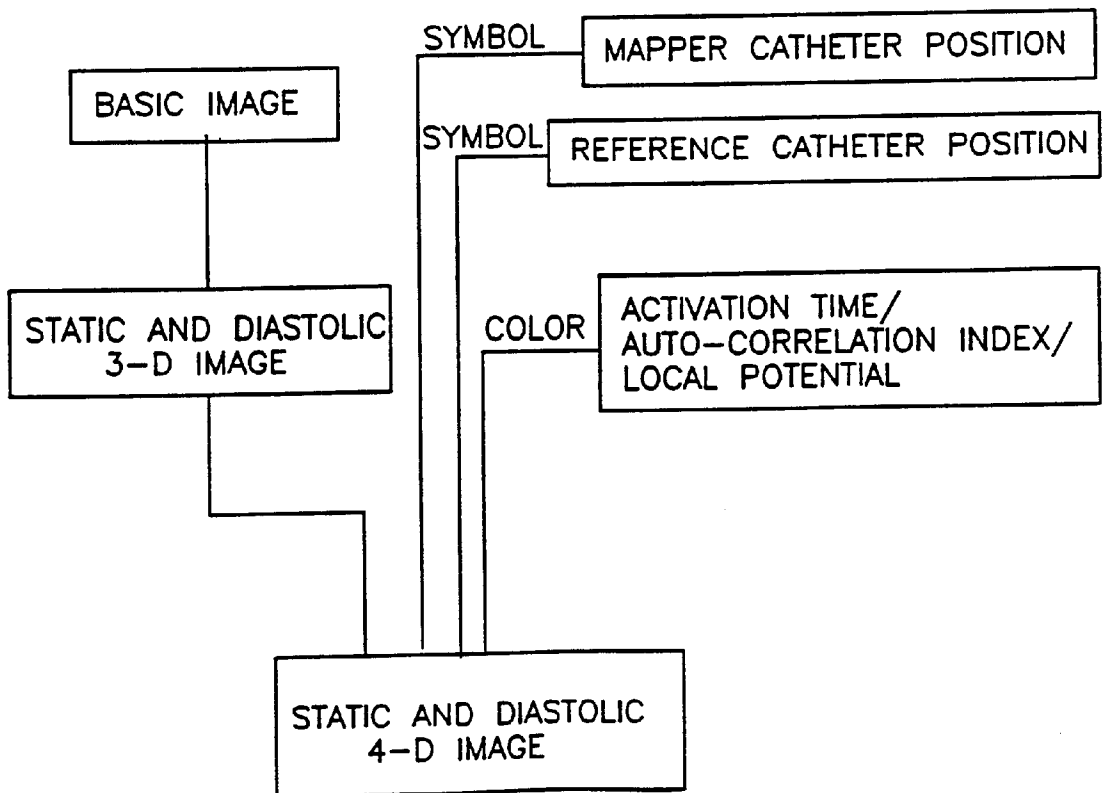 SYMBOL
MAPPER CATHETER POSITION
BASIC IMAGE
SYMBOL
REFERENCE CATHETER POSITION
STATIC AND DIASTOLIC
3-D IMAGE
COLOR
ACTIVATION TIME/
AUTO-CORRELATION INDEX/
LOCAL POTENTIAL
STATIC AND DIASTOLIC
4-D IMAGE